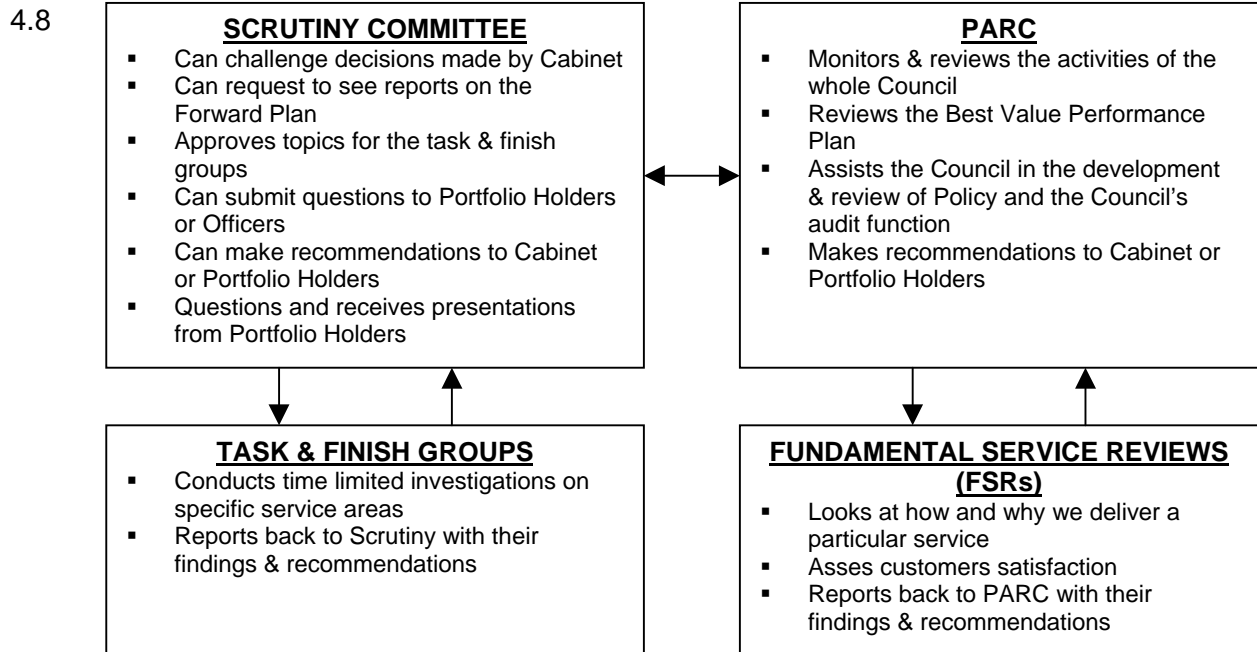 4.8
SCRUTINY COMMITTEE
▪ Can challenge decisions made by Cabinet
▪ Can request to see reports on the
Forward Plan
▪ Approves topics for the task & finish
groups
▪ Can submit questions to Portfolio Holders
or Officers
▪ Can make recommendations to Cabinet
or Portfolio Holders
▪ Questions and receives presentations
from Portfolio Holders
PARC
▪ Monitors & reviews the activities of the
whole Council
▪ Reviews the Best Value Performance
Plan
▪ Assists the Council in the development
& review of Policy and the Council's
audit function
▪ Makes recommendations to Cabinet or
Portfolio Holders
TASK & FINISH GROUPS
▪ Conducts time limited investigations on
specific service areas
▪ Reports back to Scrutiny with their
findings & recommendations
FUNDAMENTAL SERVICE REVIEWS
(FSRs)
▪ Looks at how and why we deliver a
particular service
▪ Asses customers satisfaction
▪ Reports back to PARC with their
findings & recommendations